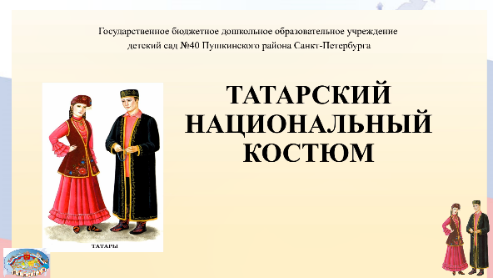 Государственное бюджетное дошкольное образовательное учреждение
детский сад №40 Пушкинского района Санкт-Петербурга
ТАТАРСКИЙ
НАЦИОНАЛЬНЫЙ
КОСТЮМ
ТАТАРЫ